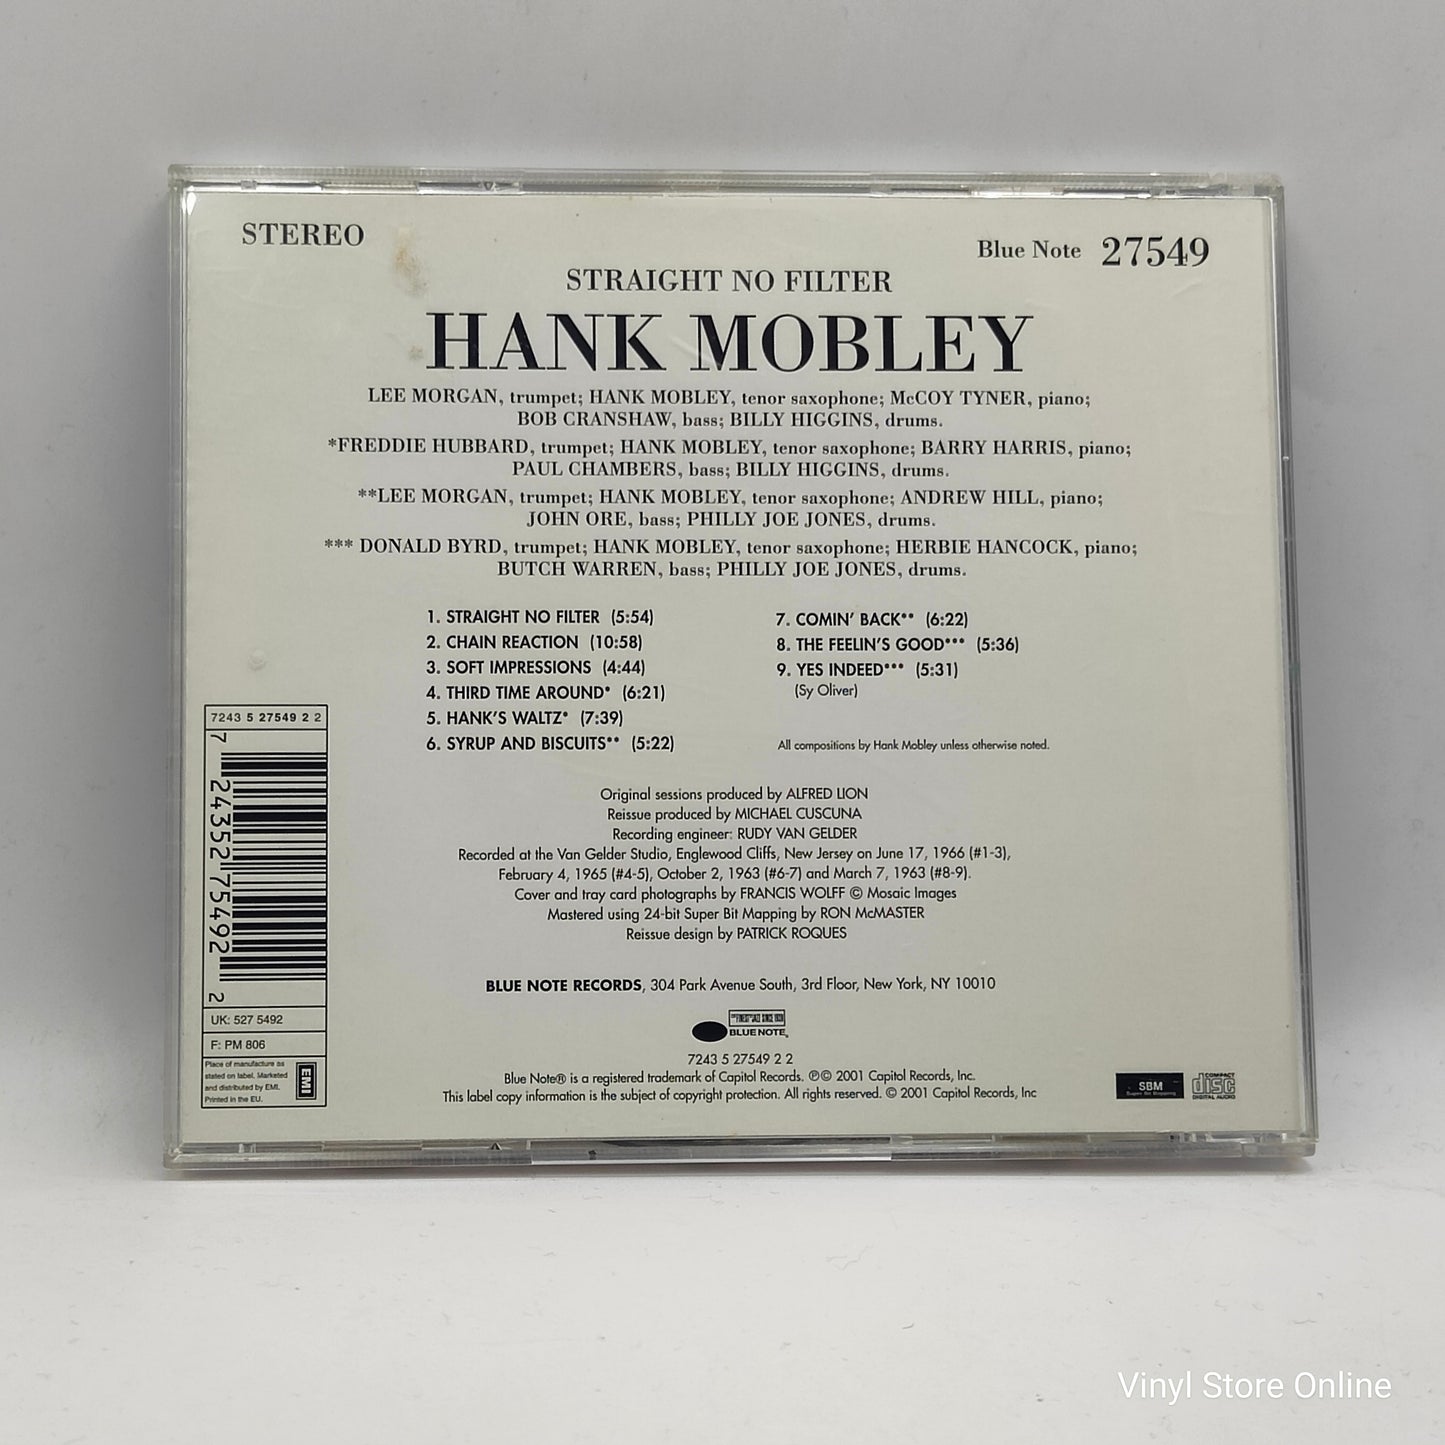 STEREO
Blue Note 27549
STRAIGHT NO FILTER
HANK MOBLEY
LEE MORGAN, trumpet; HANK MOBLEY, tenor saxophone; McCOY TYNER, piano;
BOB CRANSHAW, bass; BILLY HIGGINS, drums.
*FREDDIE HUBBARD, trumpet; HANK MOBLEY, tenor saxophone; BARRY HARRIS, piano;
PAUL CHAMBERS, bass; BILLY HIGGINS, drums.
**LEE MORGAN, trumpet; HANK MOBLEY, tenor saxophone; ANDREW HILL, piano;
JOHN ORE, bass; PHILLY JOE JONES, drums.
*** DONALD BYRD, trumpet; HANK MOBLEY, tenor saxophone; HERBIE HANCOCK, piano;
BUTCH WARREN, bass; PHILLY JOE JONES, drums.
1. STRAIGHT NO FILTER (5:54)
2. CHAIN REACTION (10:58)
3. SOFT IMPRESSIONS (4:44)
4. THIRD TIME AROUND* (6:21)
5. HANK'S WALTZ* (7:39)
6. SYRUP AND BISCUITS** (5:22)
7. COMIN' BACK** (6:22)
8. THE FEELIN'S GOOD*** (5:36)
9. YES INDEED*** (5:31)
(Sy Oliver)
All compositions by Hank Mobley unless otherwise noted.
Original sessions produced by ALFRED LION
Reissue produced by MICHAEL CUSCUNA
Recording engineer: RUDY VAN GELDER
Recorded at the Van Gelder Studio, Englewood Cliffs, New Jersey on June 17, 1966 (#1-3),
February 4, 1965 (#4-5), October 2, 1963 (#6-7) and March 7, 1963 (#8-9).
Cover and tray card photographs by FRANCIS WOLFF © Mosaic Images
Mastered using 24-bit Super Bit Mapping by RON McMASTER
Reissue design by PATRICK ROQUES
BLUE NOTE RECORDS, 304 Park Avenue South, 3rd Floor, New York, NY 10010
THE FINEST IN JAZZ SINCE 1939
BLUE NOTE
7243 5 27549 2 2
Blue Note® is a registered trademark of Capitol Records. ℗© 2001 Capitol Records, Inc.
This label copy information is the subject of copyright protection. All rights reserved. © 2001 Capitol Records, Inc
7243 5 27549 2 2
7 24352 75492 2
UK: 527 5492
F: PM 806
Place of manufacture as
stated on label. Marketed
and distributed by EMI.
Printed in the EU.
EMI
SBM
Super Bit Mapping
COMPACT
disc
DIGITAL AUDIO
Vinyl Store Online